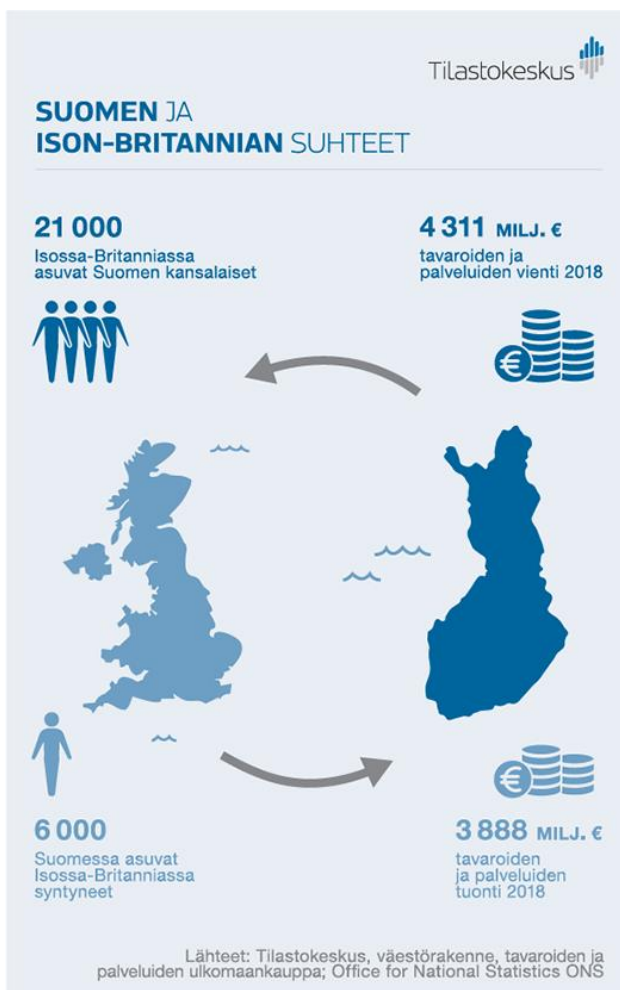 Tilastokeskus
SUOMEN JA
ISON-BRITANNIAN SUHTEET
21 000
Isossa-Britanniassa
asuvat Suomen kansalaiset
4 311 MILJ. €
tavaroiden ja
palveluiden vienti 2018
€
6 000
Suomessa asuvat
Isossa-Britanniassa
syntyneet
€
3 888 MILJ. €
tavaroiden
ja palveluiden
tuonti 2018
Lähteet: Tilastokeskus, väestörakenne, tavaroiden ja
palveluiden ulkomaankauppa; Office for National Statistics ONS